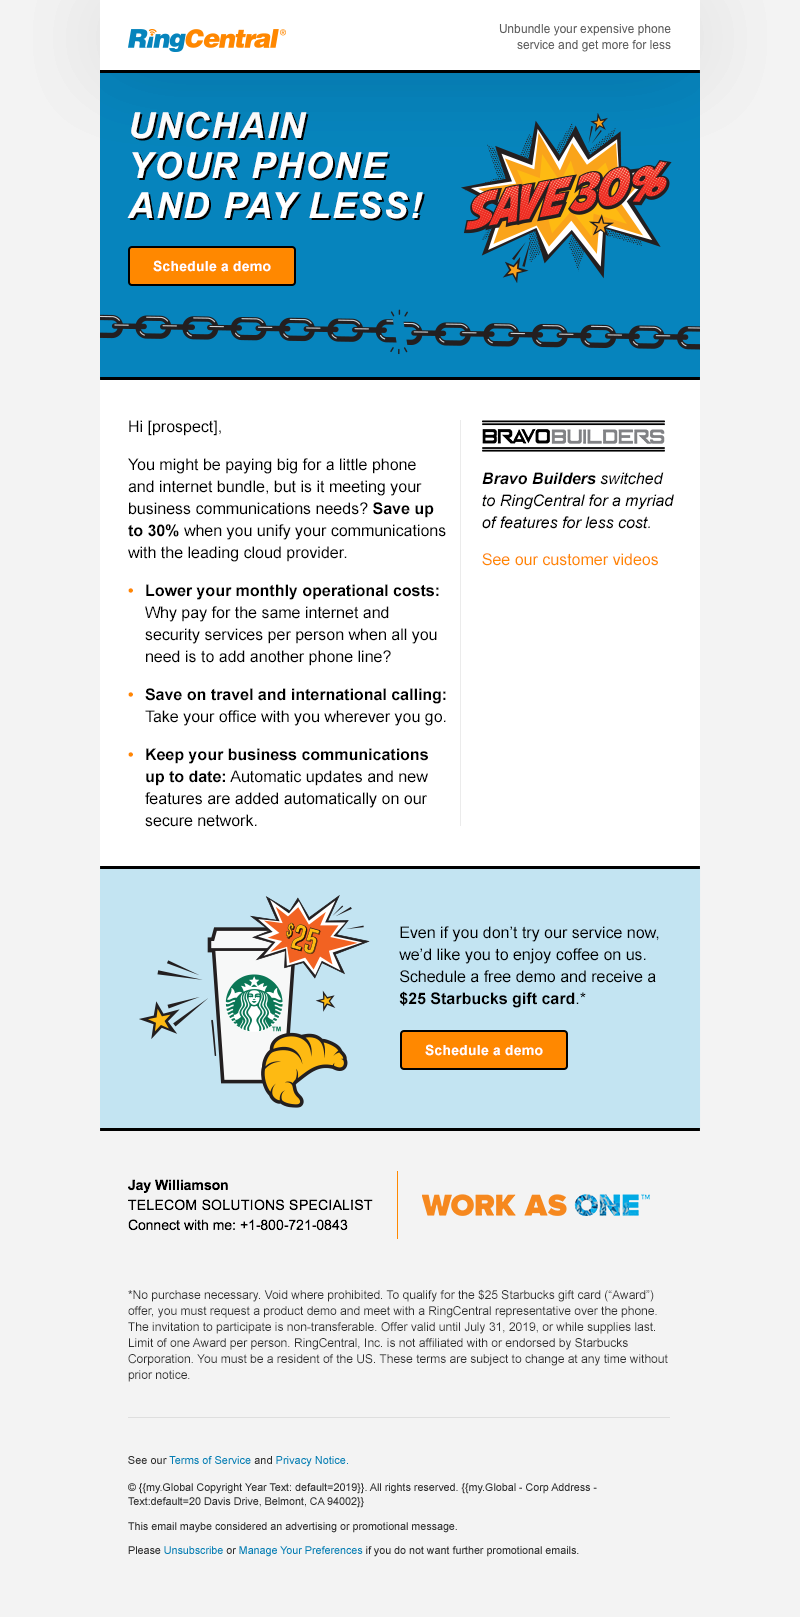 RingCentral®
Unbundle your expensive phone
service and get more for less
UNCHAIN
YOUR PHONE
AND PAY LESS!
SAVE 30%
Schedule a demo
Hi [prospect],
You might be paying big for a little phone
and internet bundle, but is it meeting your
business communications needs? Save up
to 30% when you unify your communications
with the leading cloud provider.
• Lower your monthly operational costs:
Why pay for the same internet and
security services per person when all you
need is to add another phone line?
• Save on travel and international calling:
Take your office with you wherever you go.
• Keep your business communications
up to date: Automatic updates and new
features are added automatically on our
secure network.
BRAVOBUILDERS
Bravo Builders switched
to RingCentral for a myriad
of features for less cost.
See our customer videos
$25
TM
Even if you don’t try our service now,
we’d like you to enjoy coffee on us.
Schedule a free demo and receive a
$25 Starbucks gift card.*
Schedule a demo
Jay Williamson
TELECOM SOLUTIONS SPECIALIST
Connect with me: +1-800-721-0843
WORK AS ONE™
*No purchase necessary. Void where prohibited. To qualify for the $25 Starbucks gift card (“Award”)
offer, you must request a product demo and meet with a RingCentral representative over the phone.
The invitation to participate is non-transferable. Offer valid until July 31, 2019, or while supplies last.
Limit of one Award per person. RingCentral, Inc. is not affiliated with or endorsed by Starbucks
Corporation. You must be a resident of the US. These terms are subject to change at any time without
prior notice.
See our Terms of Service and Privacy Notice.
© {{my.Global Copyright Year Text: default=2019}}. All rights reserved. {{my.Global - Corp Address -
Text:default=20 Davis Drive, Belmont, CA 94002}}
This email maybe considered an advertising or promotional message.
Please Unsubscribe or Manage Your Preferences if you do not want further promotional emails.